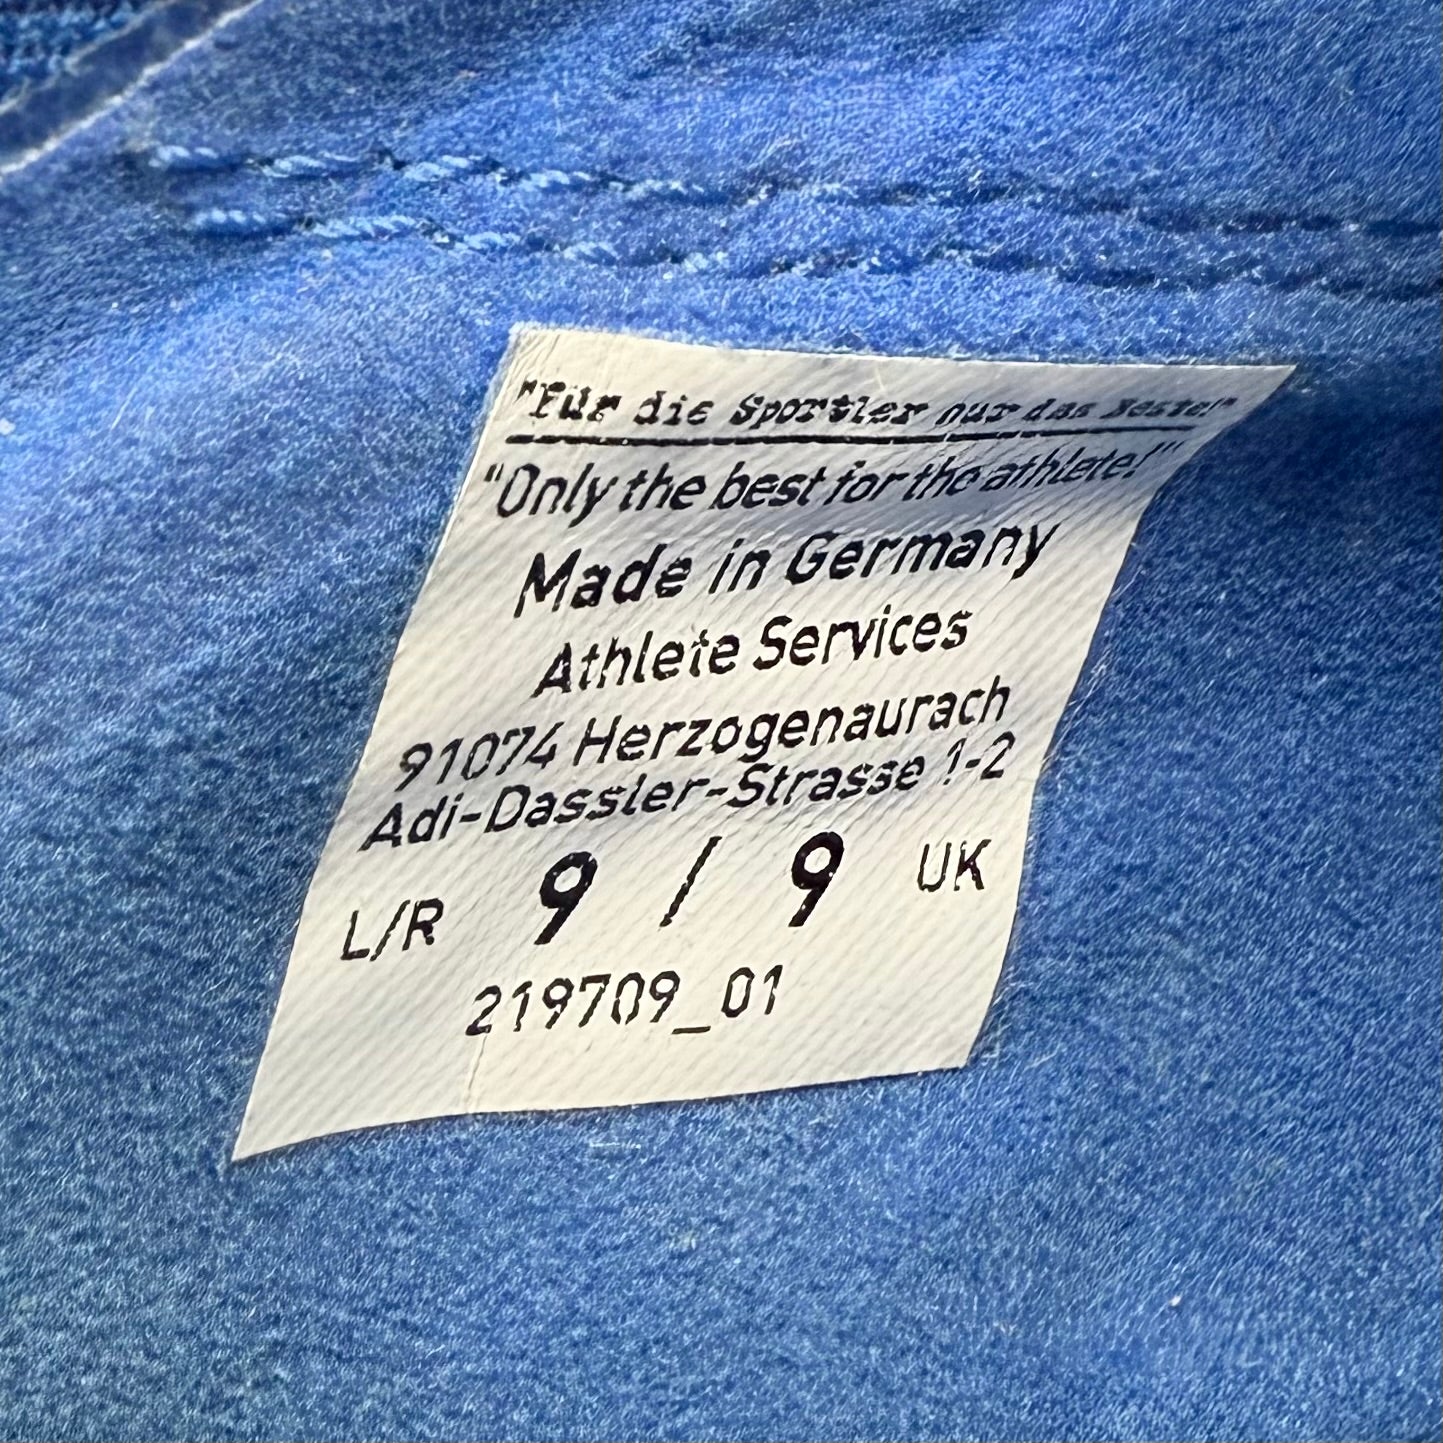 "Für die Sportler nur das Beste!"
"Only the best for the athlete!"
Made in Germany
Athlete Services
91074 Herzogenaurach
Adi-Dassler-Strasse 1-2
L/R 9 / 9 UK
219709_01